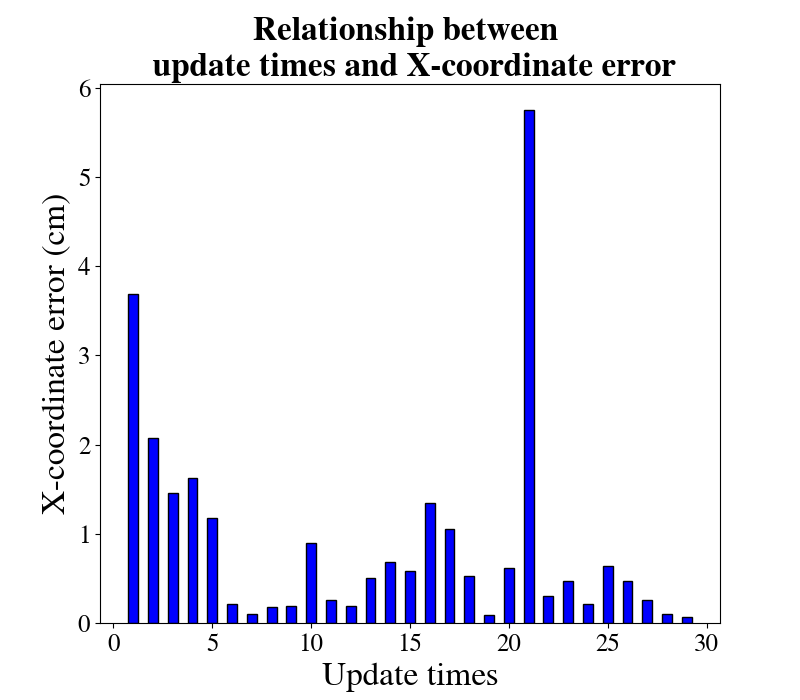 Relationship between
update times and X-coordinate error
6
5
4
3
2
1
0
X-coordinate error (cm)
0 5 10 15 20 25 30
Update times